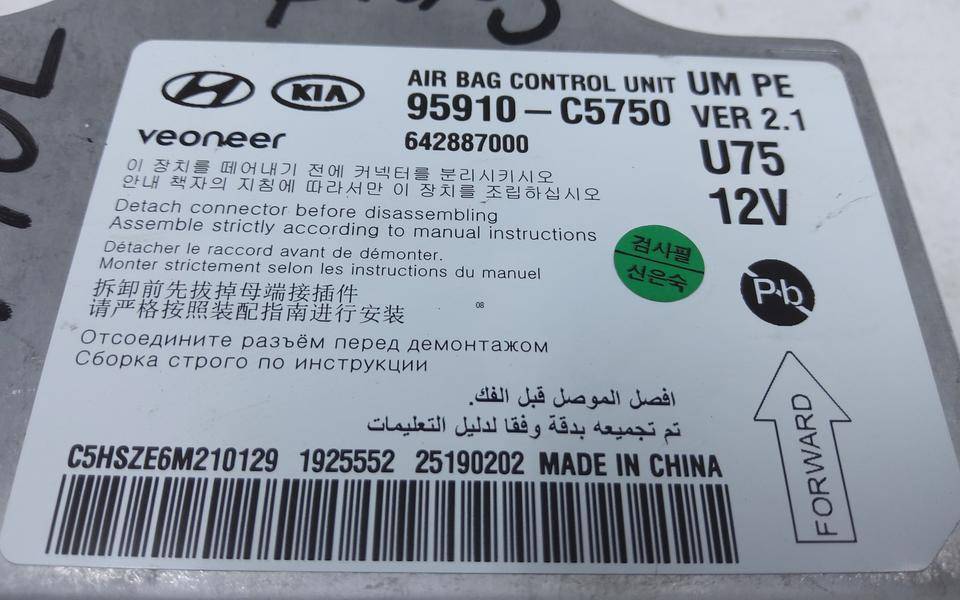 AIR BAG CONTROL UNIT UM PE
KIA 95910-C5750 VER 2.1
veoneer 642887000 U75
12V
이 장치를 떼어내기 전에 커넥터를 분리시키시오
안내 책자의 지침에 따라서만 이 장치를 조립하십시오
Detach connector before disassembling
Assemble strictly according to manual instructions
Détacher le raccord avant de démonter.
Monter strictement selon les instructions du manuel
검사필
신은숙
Pb
拆卸前先拔掉母端接插件
请严格按照装配指南进行安装
08
Отсоедините разъём перед демонтажом
Сборка строго по инструкции
افصل الموصل قبل الفك.
تم تجميعه بدقة وفقا لدليل التعليمات
FORWARD
C5HSZE6M210129 1925552 25190202 MADE IN CHINA